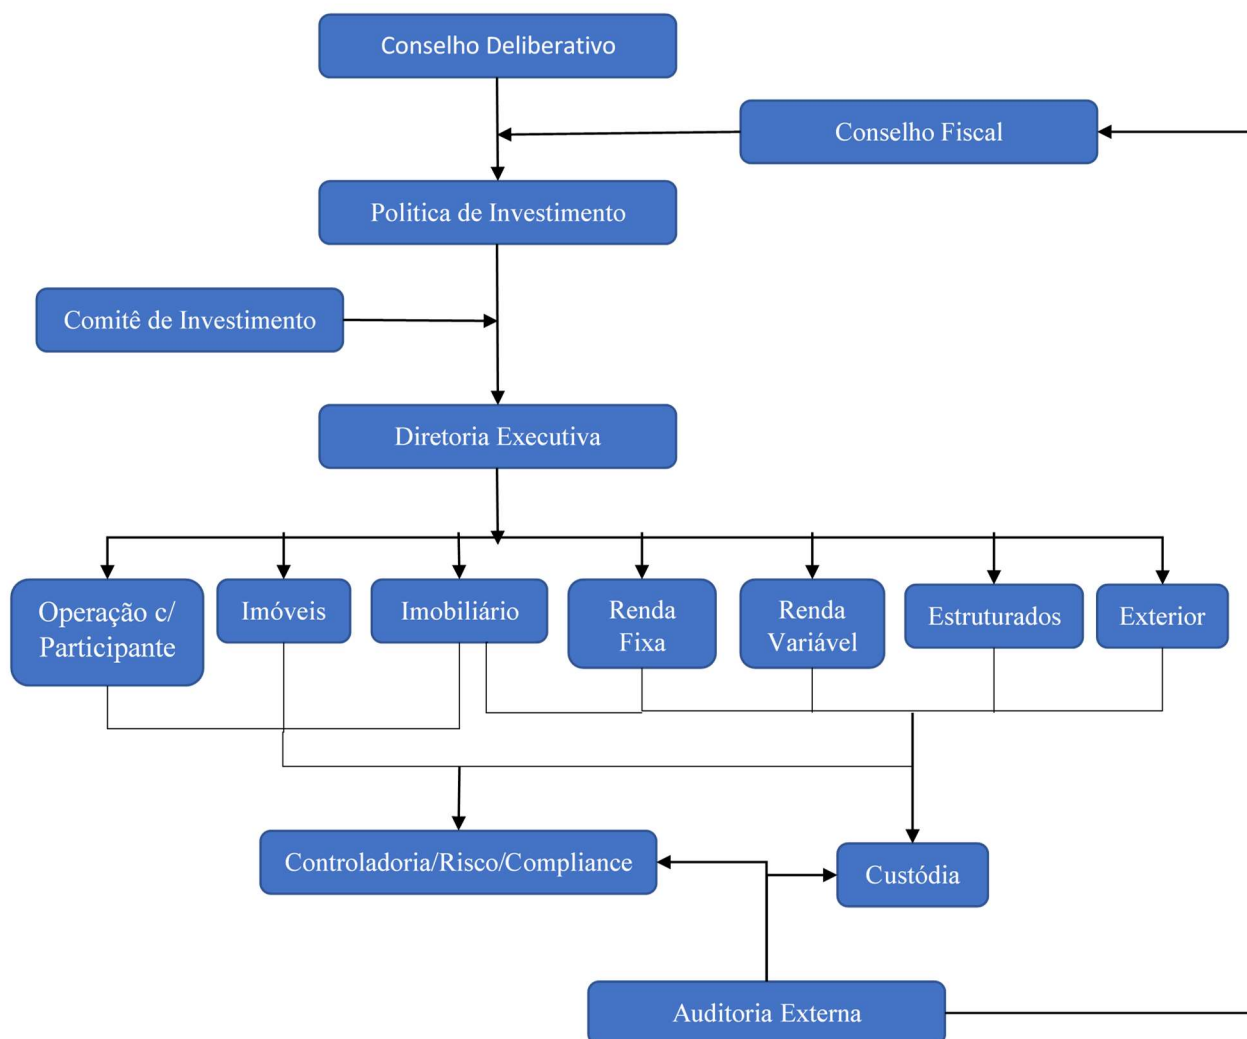 Conselho Deliberativo
Conselho Fiscal
Politica de Investimento
Comitê de Investimento
Diretoria Executiva
Operação c/
Participante
Imóveis
Imobiliário
Renda
Fixa
Renda
Variável
Estruturados
Exterior
Controladoria/Risco/Compliance
Custódia
Auditoria Externa